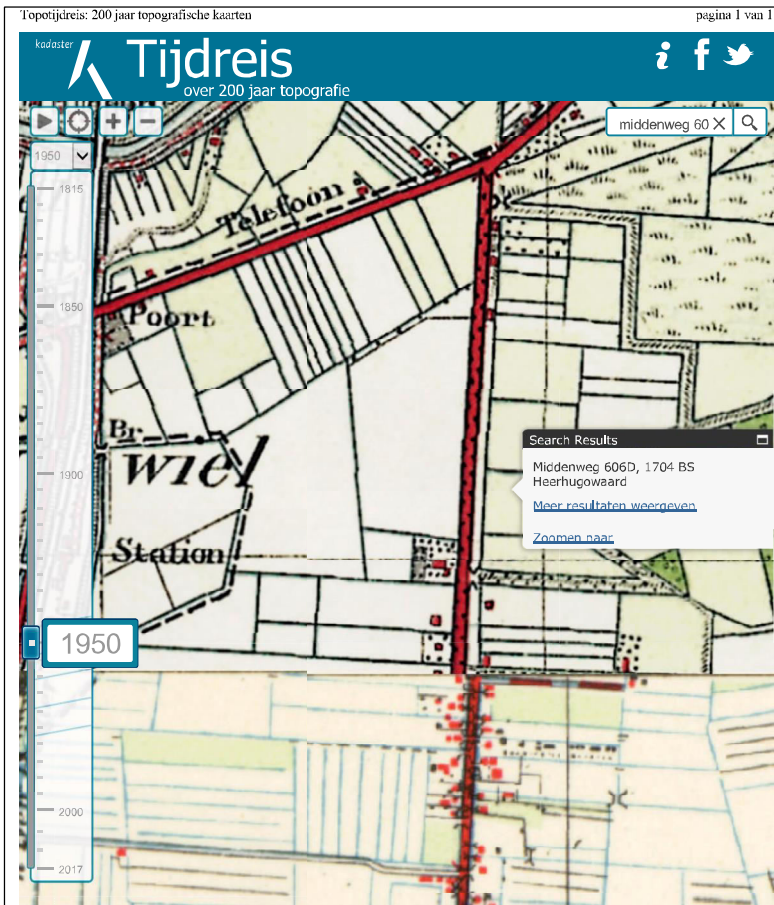 Topotijdreis: 200 jaar topografische kaarten
pagina 1 van 1
kadaster
Tijdreis
over 200 jaar topografie
middenweg 60
1950
1815
Telefoon
1850
Poort
Br.
Search Results
wiel
Middenweg 606D, 1704 BS
Heerhugowaard
1900
Meer resultaten weergeven
Zoomen naar
Station
1950
2000
2017